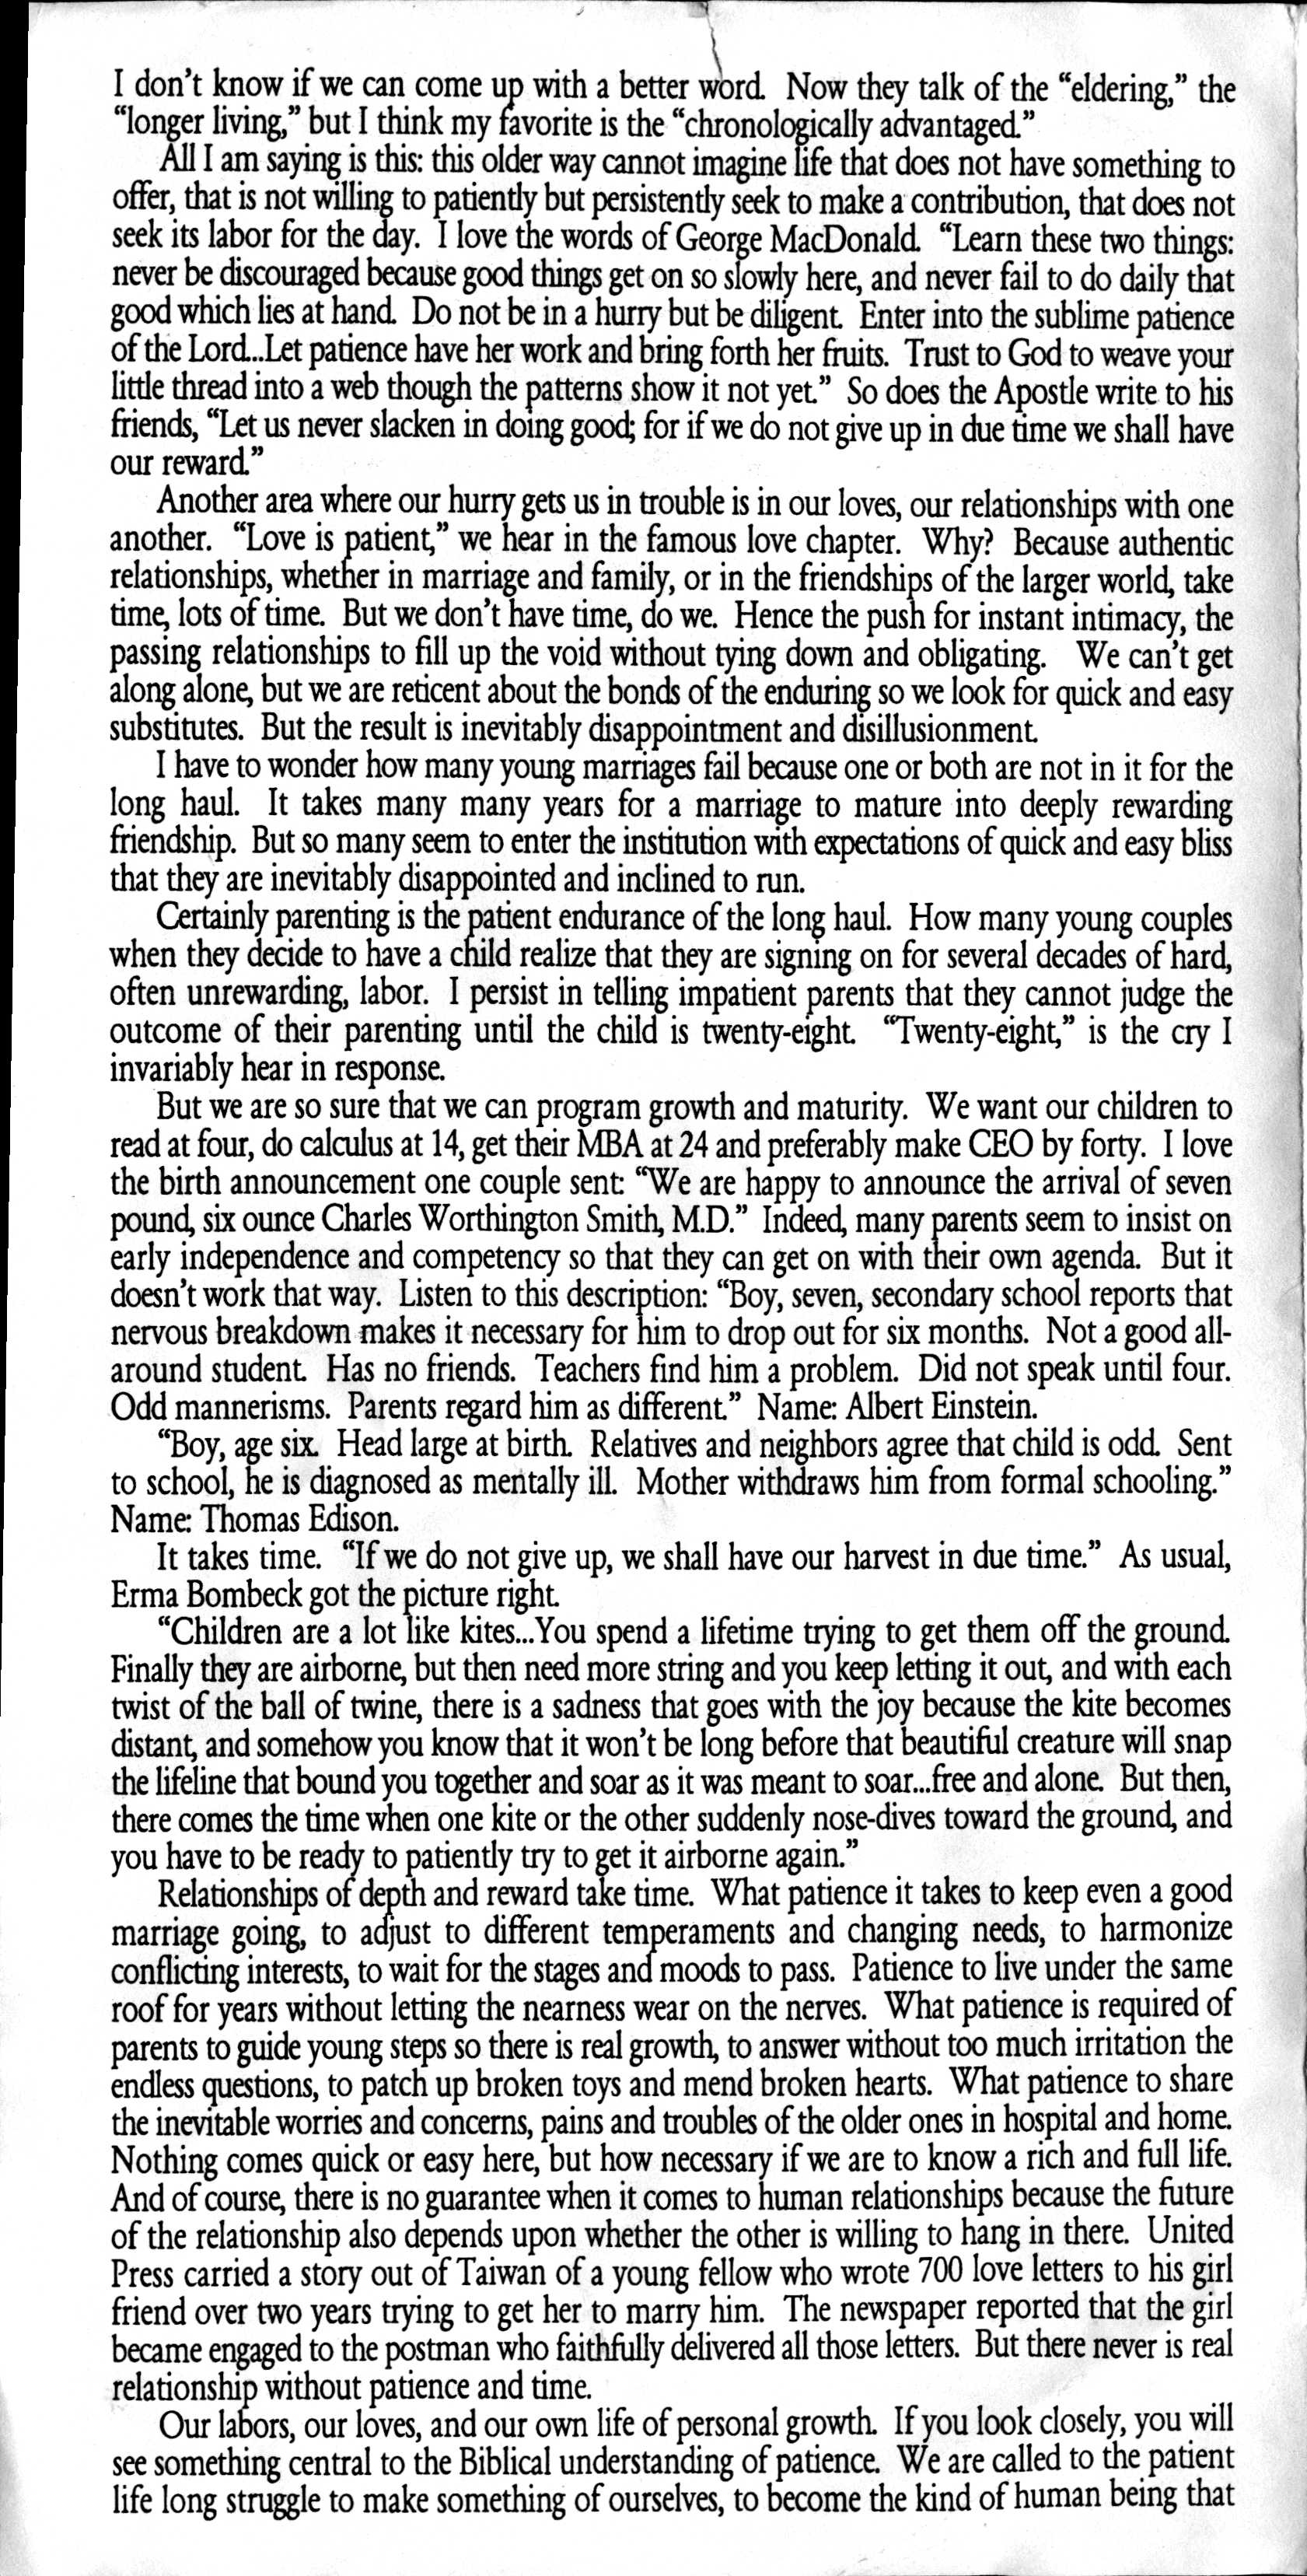 I don't know if we can come up with a better word. Now they talk of the “eldering,” the
“longer living,” but I think my favorite is the “chronologically advantaged.”
All I am saying is this: this older way cannot imagine life that does not have something to
offer, that is not willing to patiently but persistently seek to make a contribution, that does not
seek its labor for the day. I love the words of George MacDonald. “Learn these two things:
never be discouraged because good things get on so slowly here, and never fail to do daily that
good which lies at hand. Do not be in a hurry but be diligent. Enter into the sublime patience
of the Lord...Let patience have her work and bring forth her fruits. Trust to God to weave your
little thread into a web though the patterns show it not yet.” So does the Apostle write to his
friends, “Let us never slacken in doing good; for if we do not give up in due time we shall have
our reward.”
Another area where our hurry gets us in trouble is in our loves, our relationships with one
another. “Love is patient,” we hear in the famous love chapter. Why? Because authentic
relationships, whether in marriage and family, or in the friendships of the larger world, take
time, lots of time. But we don't have time, do we. Hence the push for instant intimacy, the
passing relationships to fill up the void without tying down and obligating. We can't get
along alone, but we are reticent about the bonds of the enduring so we look for quick and easy
substitutes. But the result is inevitably disappointment and disillusionment.
I have to wonder how many young marriages fail because one or both are not in it for the
long haul. It takes many many years for a marriage to mature into deeply rewarding
friendship. But so many seem to enter the institution with expectations of quick and easy bliss
that they are inevitably disappointed and inclined to run.
Certainly parenting is the patient endurance of the long haul. How many young couples
when they decide to have a child realize that they are signing on for several decades of hard,
often unrewarding, labor. I persist in telling impatient parents that they cannot judge the
outcome of their parenting until the child is twenty-eight. “Twenty-eight,” is the cry I
invariably hear in response.
But we are so sure that we can program growth and maturity. We want our children to
read at four, do calculus at 14, get their MBA at 24 and preferably make CEO by forty. I love
the birth announcement one couple sent: “We are happy to announce the arrival of seven
pound, six ounce Charles Worthington Smith, M.D.” Indeed, many parents seem to insist on
early independence and competency so that they can get on with their own agenda. But it
doesn't work that way. Listen to this description: “Boy, seven, secondary school reports that
nervous breakdown makes it necessary for him to drop out for six months. Not a good all-
around student. Has no friends. Teachers find him a problem. Did not speak until four.
Odd mannerisms. Parents regard him as different.” Name: Albert Einstein.
“Boy, age six. Head large at birth. Relatives and neighbors agree that child is odd. Sent
to school, he is diagnosed as mentally ill. Mother withdraws him from formal schooling.”
Name: Thomas Edison.
It takes time. “If we do not give up, we shall have our harvest in due time.” As usual,
Erma Bombeck got the picture right.
“Children are a lot like kites...You spend a lifetime trying to get them off the ground.
Finally they are airborne, but then need more string and you keep letting it out, and with each
twist of the ball of twine, there is a sadness that goes with the joy because the kite becomes
distant, and somehow you know that it won't be long before that beautiful creature will snap
the lifeline that bound you together and soar as it was meant to soar...free and alone. But then,
there comes the time when one kite or the other suddenly nose-dives toward the ground, and
you have to be ready to patiently try to get it airborne again.”
Relationships of depth and reward take time. What patience it takes to keep even a good
marriage going, to adjust to different temperaments and changing needs, to harmonize
conflicting interests, to wait for the stages and moods to pass. Patience to live under the same
roof for years without letting the nearness wear on the nerves. What patience is required of
parents to guide young steps so there is real growth, to answer without too much irritation the
endless questions, to patch up broken toys and mend broken hearts. What patience to share
the inevitable worries and concerns, pains and troubles of the older ones in hospital and home.
Nothing comes quick or easy here, but how necessary if we are to know a rich and full life.
And of course, there is no guarantee when it comes to human relationships because the future
of the relationship also depends upon whether the other is willing to hang in there. United
Press carried a story out of Taiwan of a young fellow who wrote 700 love letters to his girl
friend over two years trying to get her to marry him. The newspaper reported that the girl
became engaged to the postman who faithfully delivered all those letters. But there never is real
relationship without patience and time.
Our labors, our loves, and our own life of personal growth. If you look closely, you will
see something central to the Biblical understanding of patience. We are called to the patient
life long struggle to make something of ourselves, to become the kind of human being that